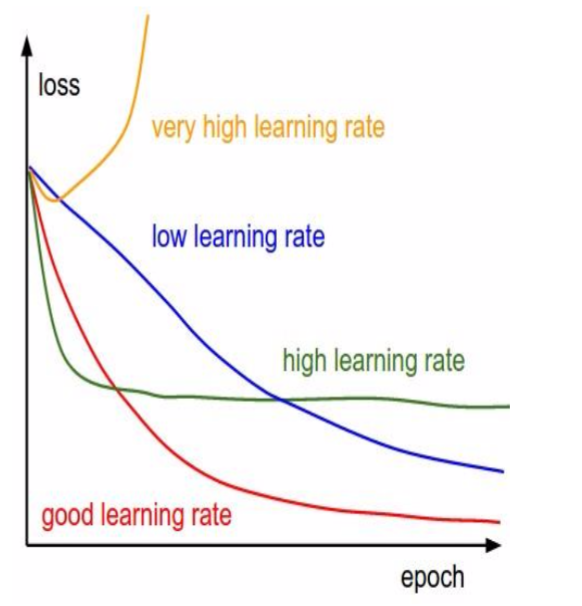 loss
very high learning rate
low learning rate
high learning rate
good learning rate
epoch